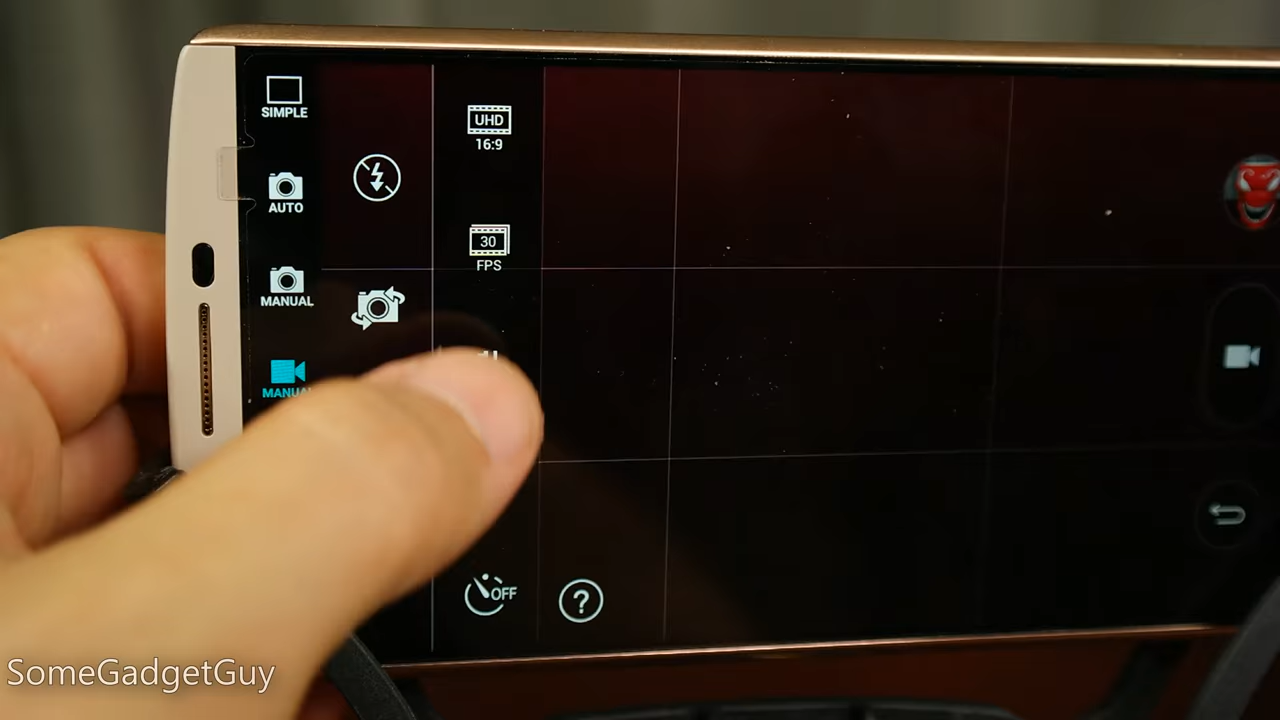 SIMPLE
AUTO
MANUAL
UHD
16:9
30
FPS
OFF
?
SomeGadgetGuy